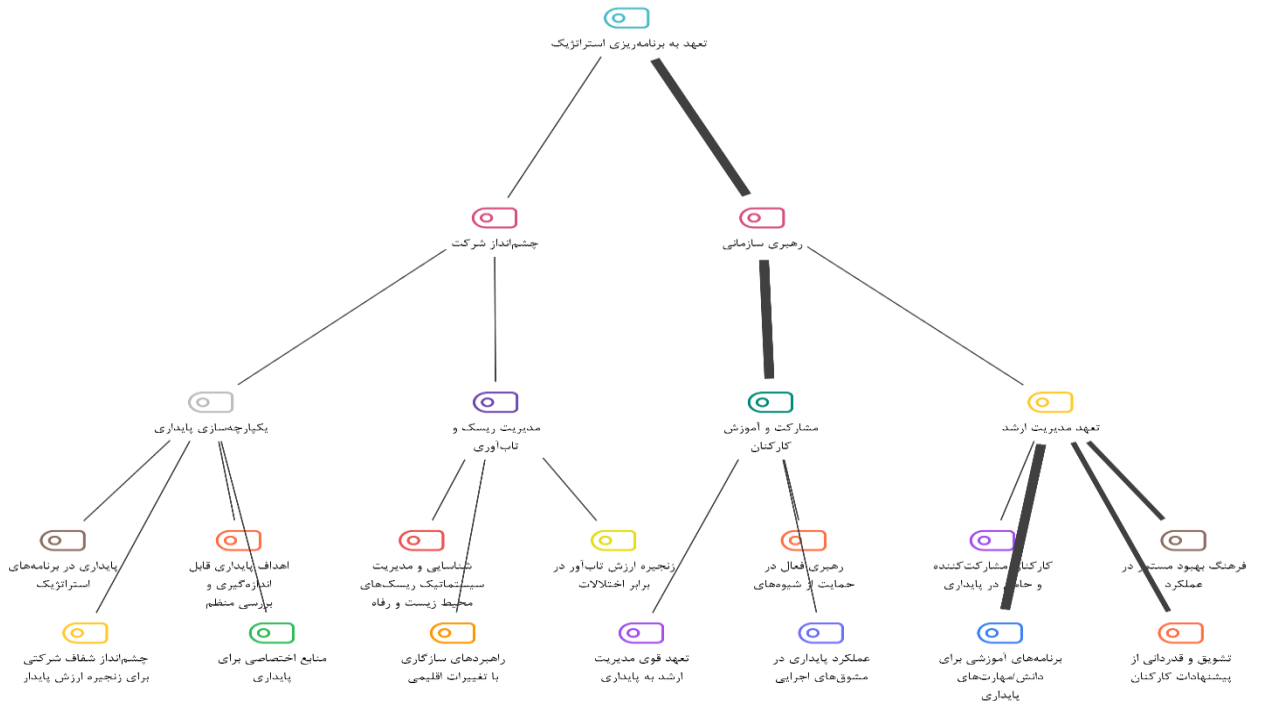 تعهد به برنامه‌ریزی استراتژیک
چشم‌انداز شرکت
رهبری سازمانی
یکپارچه‌سازی پایداری
مدیریت ریسک و
تاب‌آوری
مشارکت و آموزش
کارکنان
تعهد مدیریت ارشد
پایداری در برنامه‌های
استراتژیک
اهداف پایداری قابل
اندازه‌گیری و
بررسی منظم
شناسایی و مدیریت
سیستماتیک ریسک‌های
محیط زیست و رفاه
زنجیره ارزش تاب‌آور در
برابر اختلالات
رهبری فعال در
حمایت از شیوه‌های
کارکنان مشارکت‌کننده
و حامی در پایداری
فرهنگ بهبود مستمر در
عملکرد
چشم‌انداز شفاف شرکتی
برای زنجیره ارزش پایدار
منابع اختصاصی برای
پایداری
راهبردهای سازگاری
با تغییرات اقلیمی
تعهد قوی مدیریت
ارشد به پایداری
عملکرد پایداری در
مشوق‌های اجرایی
برنامه‌های آموزشی برای
دانش/مهارت‌های
پایداری
تشویق و قدردانی از
پیشنهادات کارکنان